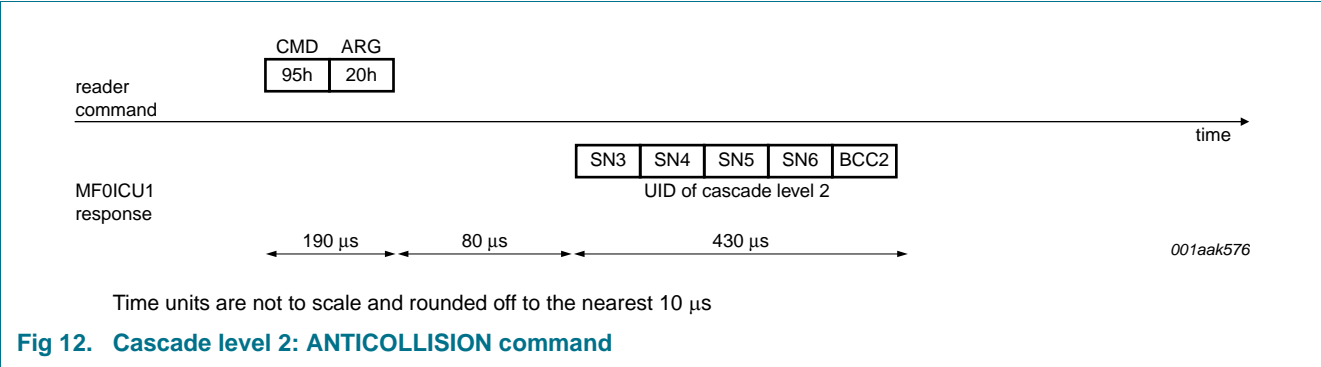 CMD ARG
95h 20h
reader
command
time
SN3 SN4 SN5 SN6 BCC2
MF0ICU1
response
UID of cascade level 2
190 μs 80 μs 430 μs
001aak576
Time units are not to scale and rounded off to the nearest 10 μs
Fig 12. Cascade level 2: ANTICOLLISION command